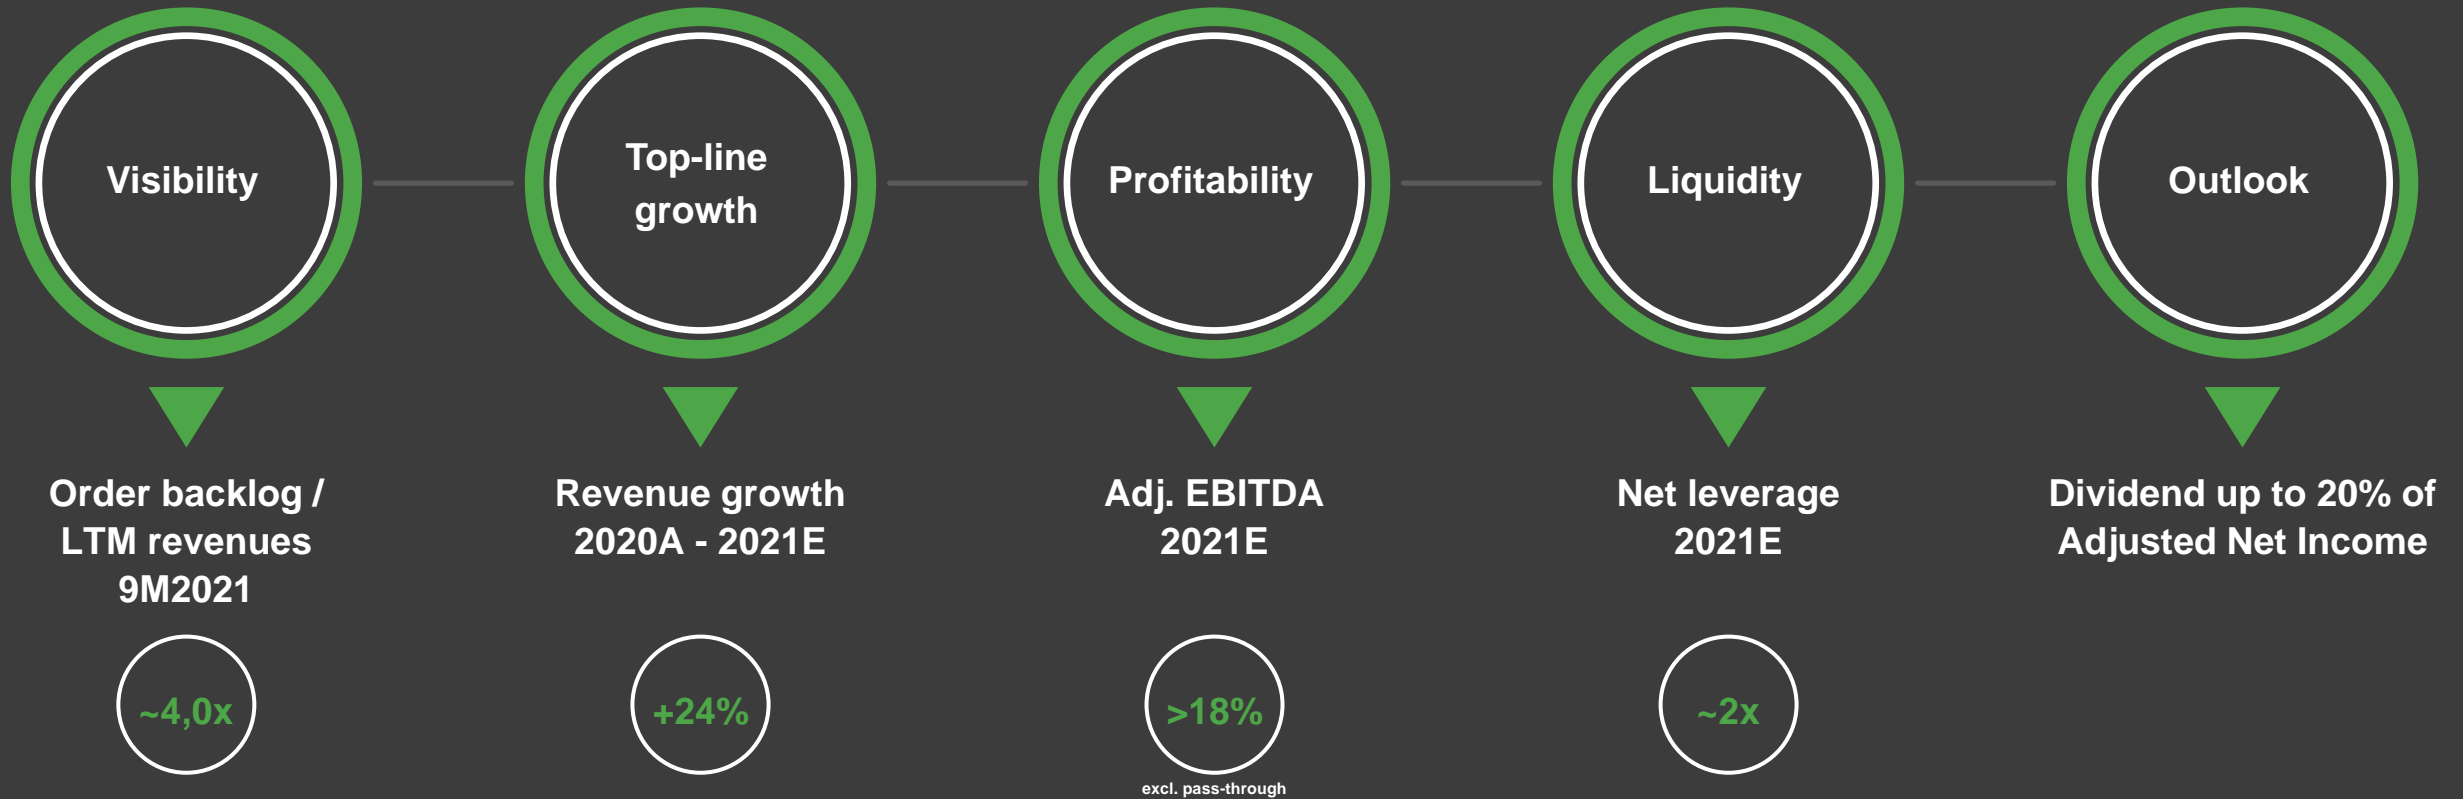 Visibility
Top-line
growth
Profitability
Liquidity
Outlook
Order backlog /
LTM revenues
9M2021
Revenue growth
2020A - 2021E
Adj. EBITDA
2021E
Net leverage
2021E
Dividend up to 20% of
Adjusted Net Income
~4,0x
+24%
>18%
~2x
excl. pass-through